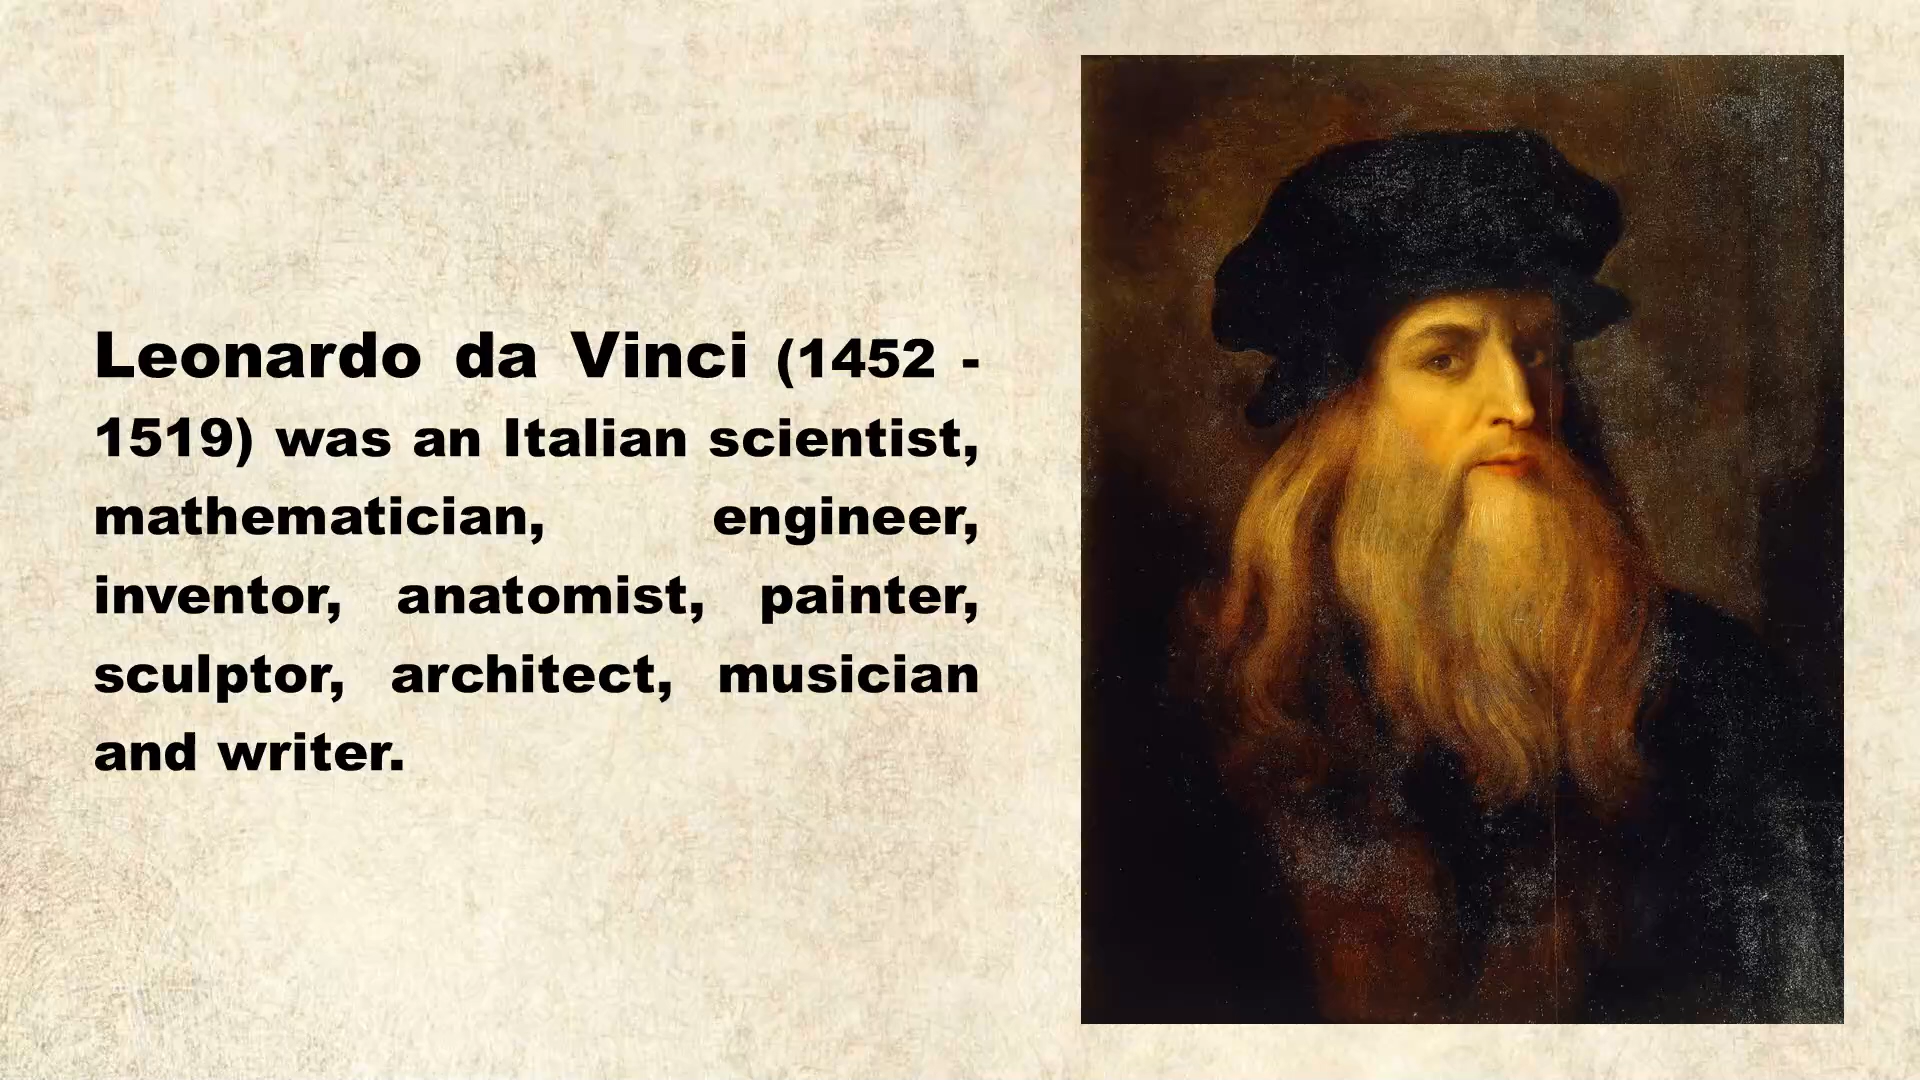 Leonardo da Vinci (1452 -
1519) was an Italian scientist,
mathematician, engineer,
inventor, anatomist, painter,
sculptor, architect, musician
and writer.